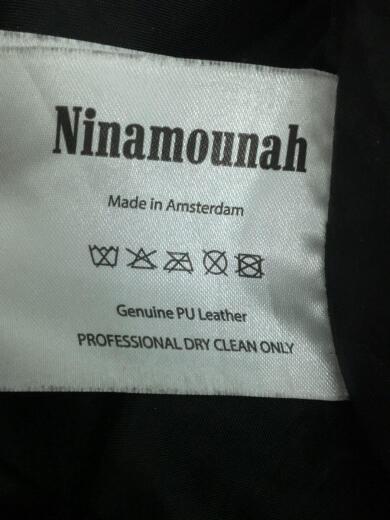 Ninamounah
Made in Amsterdam
Genuine PU Leather
PROFESSIONAL DRY CLEAN ONLY